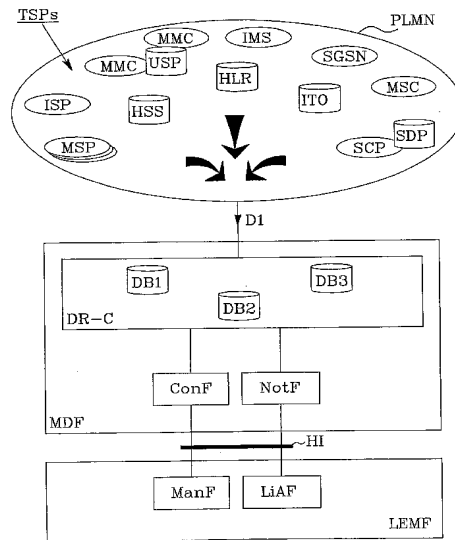 TSPs
PLMN
MMC
IMS
MMC
USP
SGSN
HLR
MSC
ISP
HSS
ITO
SDP
MSP
SCP
D1
DB1
DB3
DB2
DR-C
ConF
NotF
MDF
HI
ManF
LiAF
LEMF